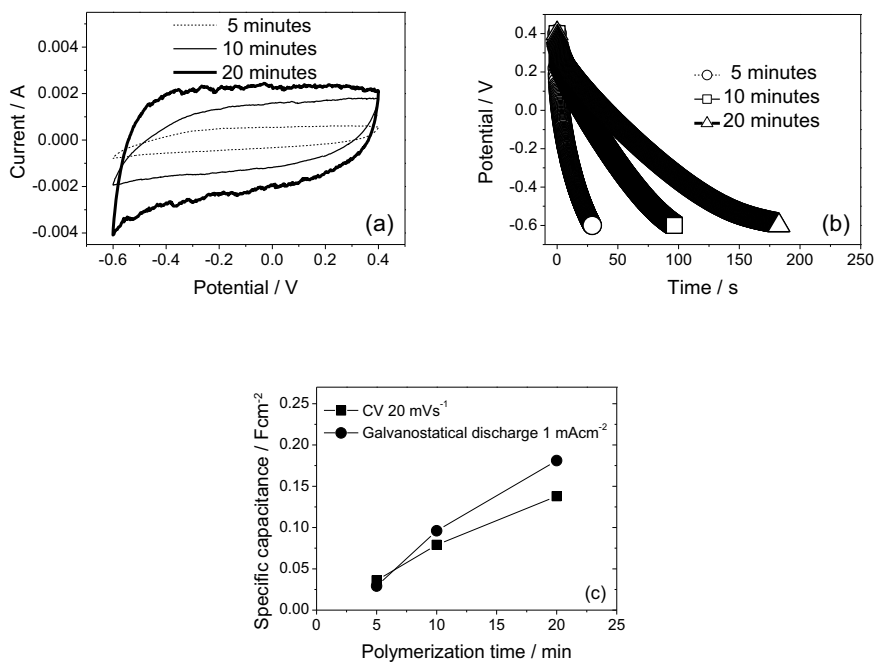 5 minutes
10 minutes
20 minutes
0.004
0.002
0.000
-0.002
-0.004
Current / A
(a)
-0.6 -0.4 -0.2 0.0 0.2 0.4
Potential / V
0.4
0.2
0.0
-0.2
-0.4
-0.6
Potential / V
5 minutes
10 minutes
20 minutes
(b)
0 50 100 150 200 250
Time / s
0.25
0.20
0.15
0.10
0.05
0.00
Specific capacitance / Fcm⁻²
CV 20 mVs⁻¹
Galvanostatical discharge 1 mAcm⁻²
(c)
0 5 10 15 20 25
Polymerization time / min